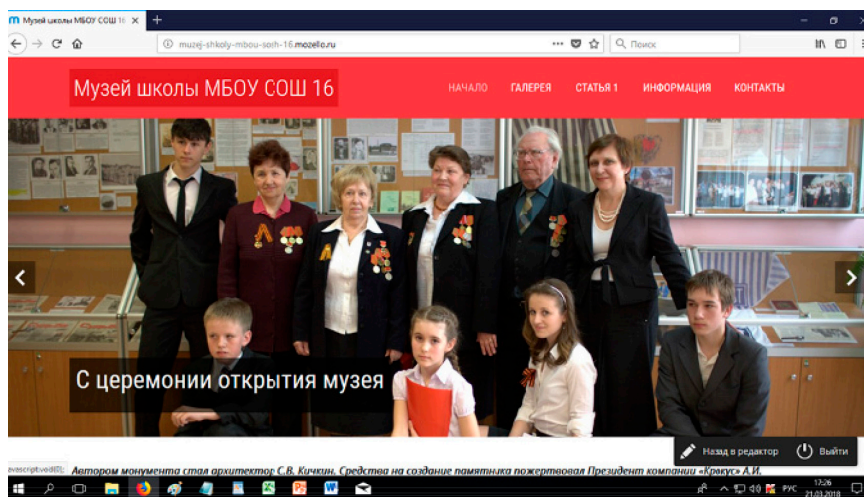 Музей школы МБОУ СОШ 16
muzej-shkoly-mbou-sosh-16.mozello.ru
Поиск
Музей школы МБОУ СОШ 16
НАЧАЛО ГАЛЕРЕЯ СТАТЬЯ 1 ИНФОРМАЦИЯ КОНТАКТЫ
С церемонии открытия музея
Назад в редактор Выйти
Автором монумента стал архитектор С.В. Кичкин. Средства на создание памятника пожертвовал Президент компании «Крокус» А.И.
РУС 17:26
21.03.2018